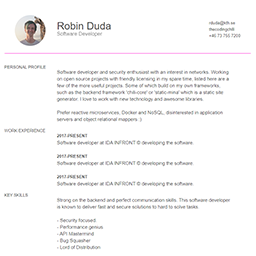 Robin Duda
Software Developer
rduda@kth.se
thecodinghill
+46 73 760 7209
PERSONAL PROFILE
Software developer and security enthusiast with an interest in networks. Working
on open source projects with friendly licensing in my spare time, listed here are
a few of the more useful projects. Some of which build on my own frameworks,
such as the backend framework 'chili-core' or 'static-mma' which is a static site
generator. I love to work with new technology and awesome libraries.
Prefer reactive microservices, Docker and NoSQL, disinterested in application
servers and object relational mappers ;)
WORK EXPERIENCE
2017-PRESENT
Software developer at IDA INFRONT © developing the software.
2017-PRESENT
Software developer at IDA INFRONT © developing the software.
2017-PRESENT
Software developer at IDA INFRONT © developing the software.
KEY SKILLS
Strong on the backend and perfect communication skills. This software developer
is known to deliver fast and secure solutions to hard to solve tasks.
- Security focused
- Performance genius
- API Mastermind
- Bug Squasher
- Lord of Distribution